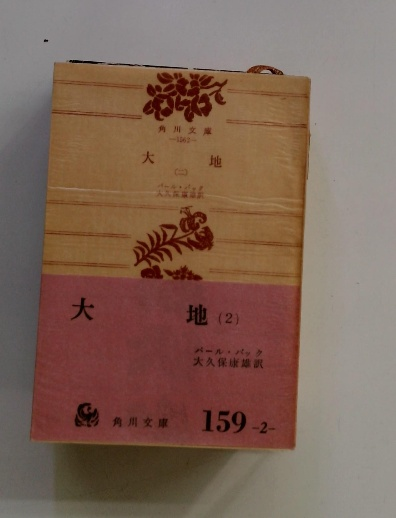 角川文庫
大地
(二)
パール・バック
大久保康雄訳
大地(2)
パール・バック
大久保康雄訳
角川文庫 159-2-